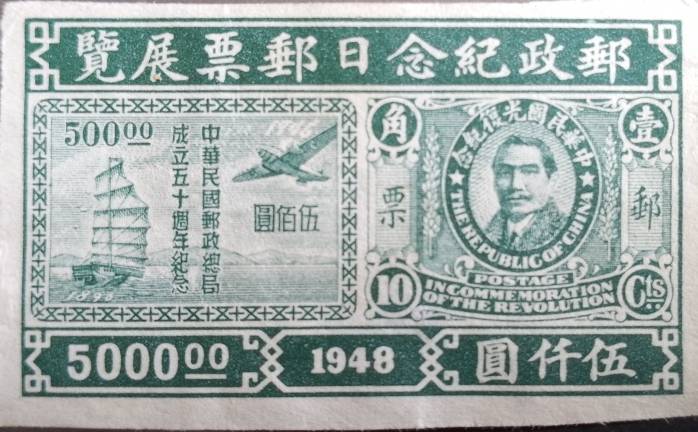 郵政紀念日郵票展覽
500.00
中華民國郵政總局
成立五十週年紀念
1946
伍佰圓
1896
中華民國光復紀念
壹角
郵票
THE REPUBLIC OF CHINA
POSTAGE
IN COMMEMORATION
OF THE REVOLUTION
10 Cts
5000.00
1948
伍仟圓